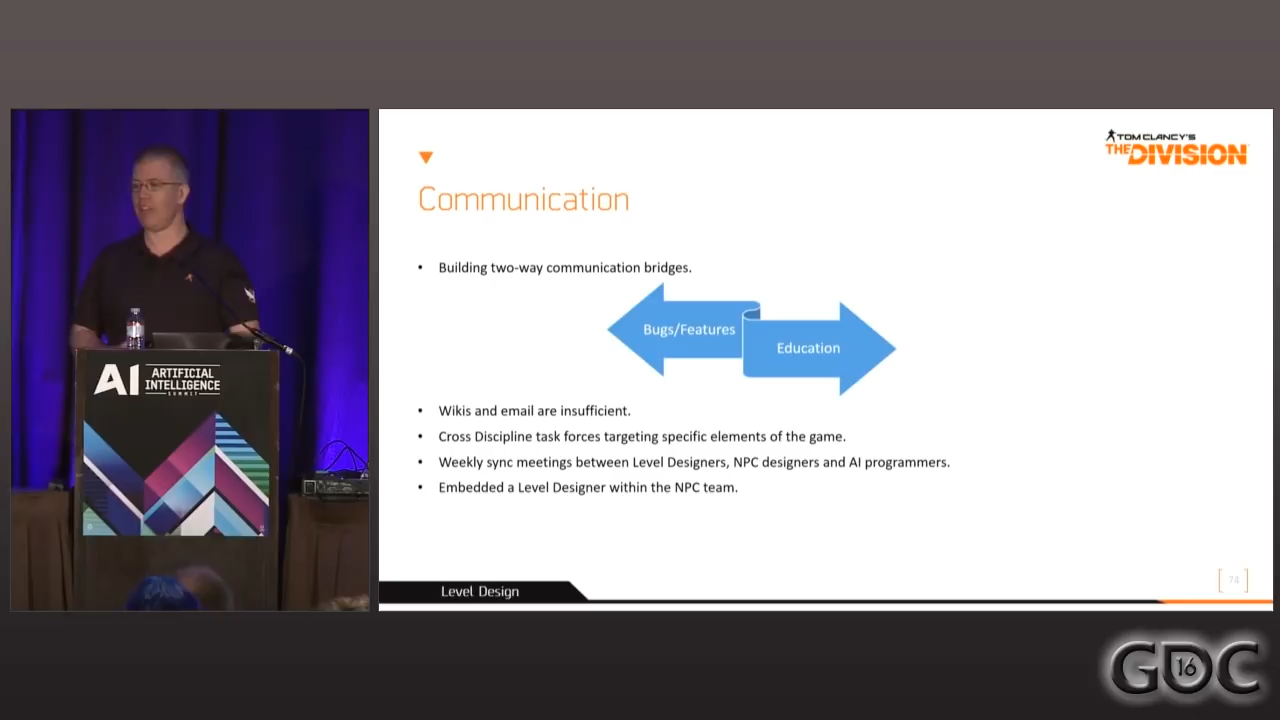 TOM CLANCY'S
THE DIVISION
Communication
• Building two-way communication bridges.
Bugs/Features
Education
• Wikis and email are insufficient.
• Cross Discipline task forces targeting specific elements of the game.
• Weekly sync meetings between Level Designers, NPC designers and AI programmers.
• Embedded a Level Designer within the NPC team.
Level Design
74
AI ARTIFICIAL
INTELLIGENCE
SUMMIT
GDC
16